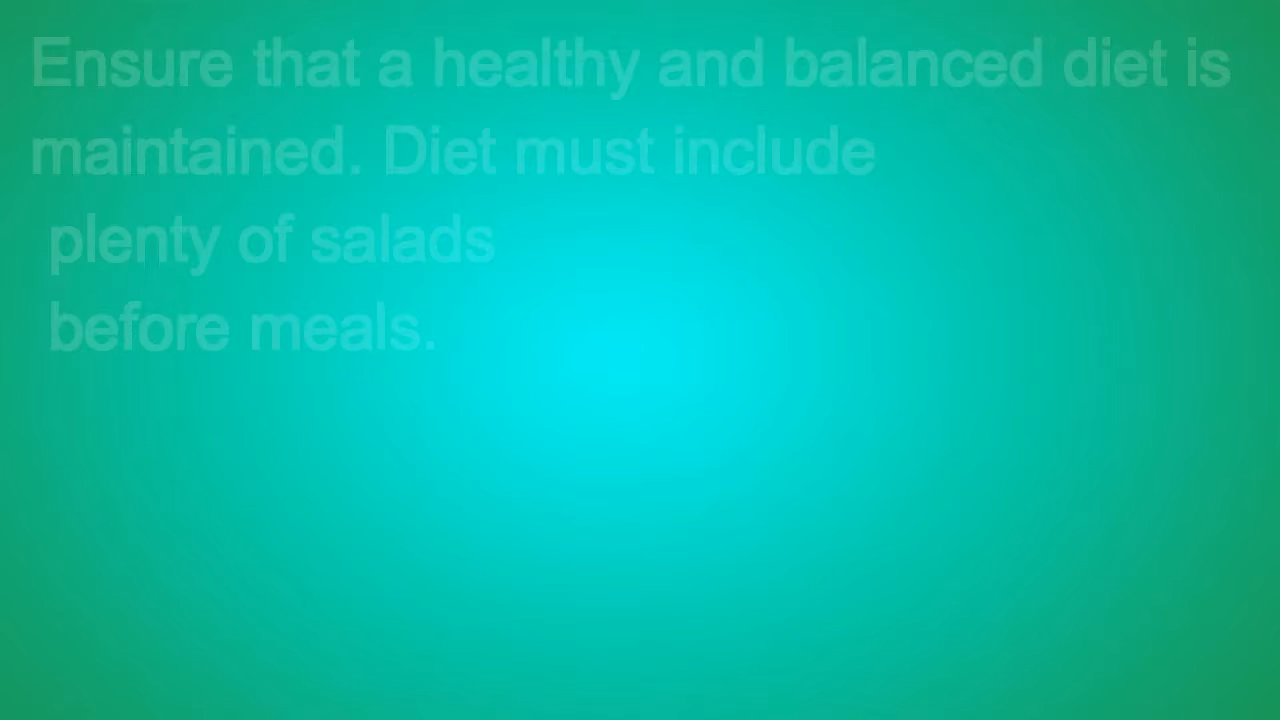 Ensure that a healthy and balanced diet is
maintained. Diet must include
plenty of salads
before meals.